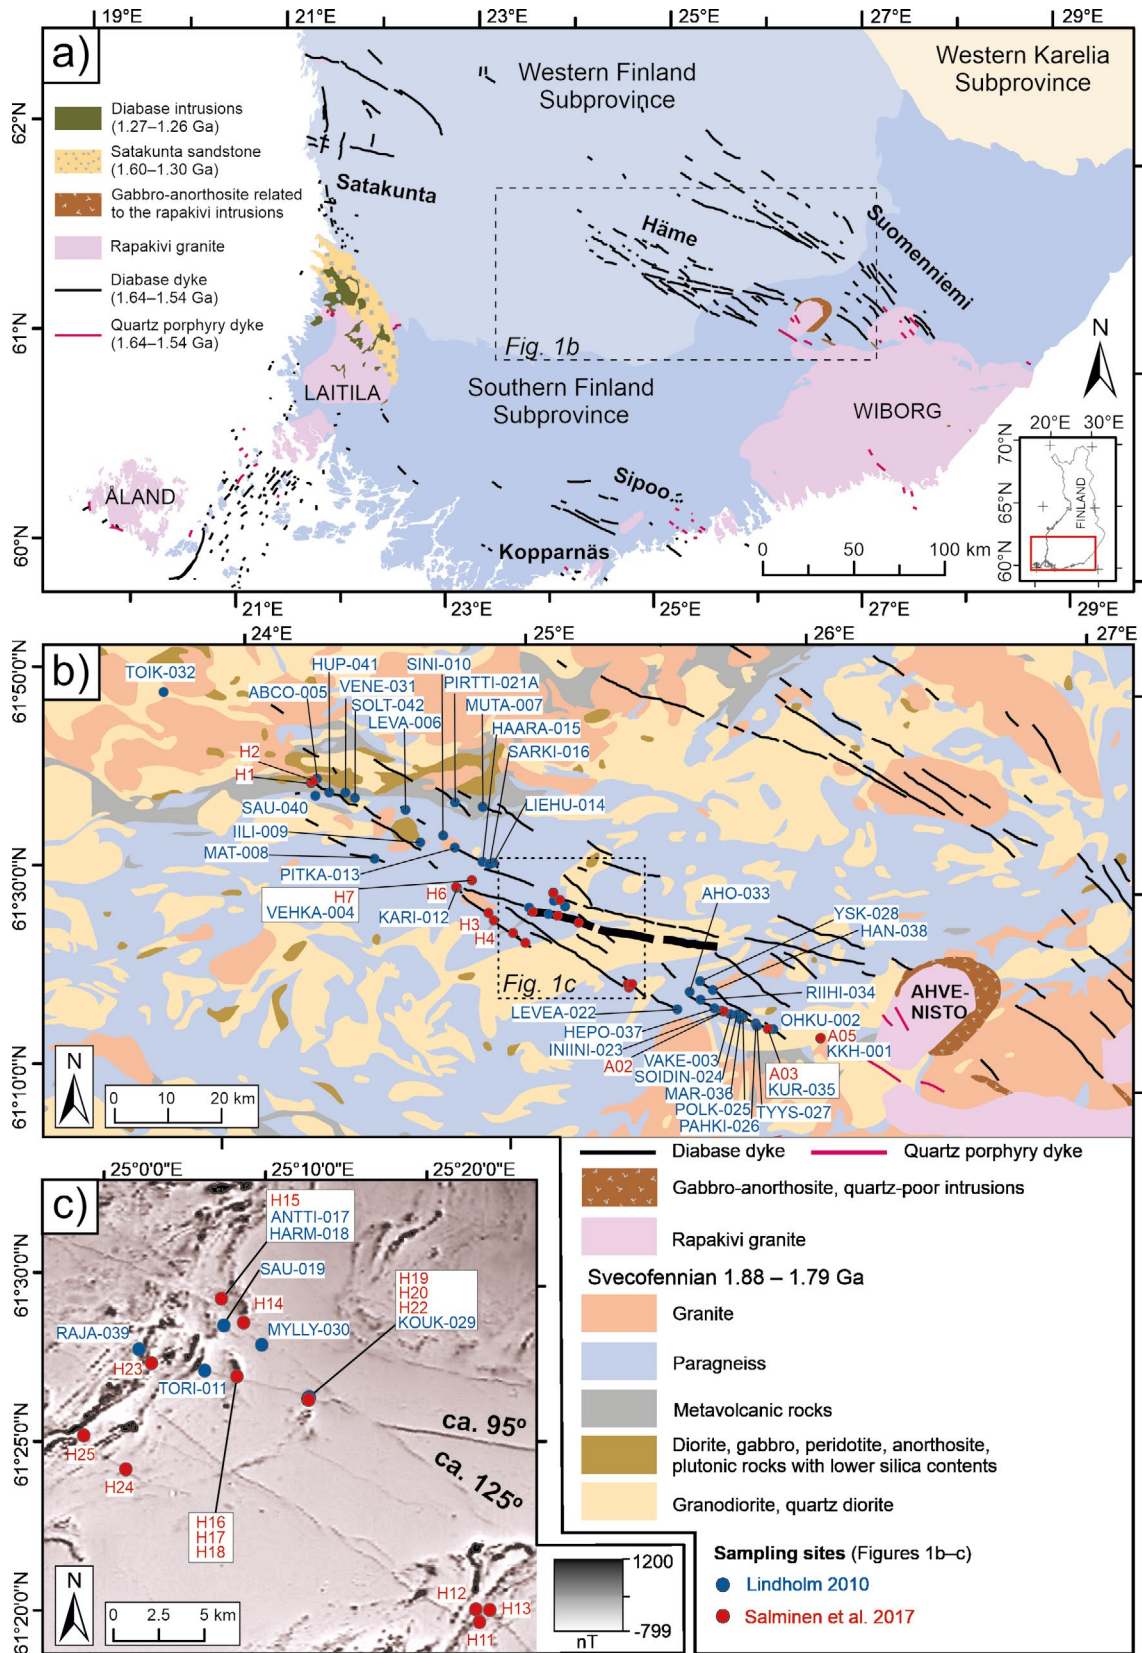 19°E 21°E 23°E 25°E 27°E 29°E
a)
62°N
61°N
60°N
Diabase intrusions
(1.27–1.26 Ga)
Satakunta sandstone
(1.60–1.30 Ga)
Gabbro-anorthosite related
to the rapakivi intrusions
Rapakivi granite
Diabase dyke
(1.64–1.54 Ga)
Quartz porphyry dyke
(1.64–1.54 Ga)
Western Finland
Subprovince
Western Karelia
Subprovince
Satakunta
Häme
Suomenniemi
Fig. 1b
LAITILA
Southern Finland
Subprovince
WIBORG
ÅLAND
Sipoo
Kopparnäs
N
0 50 100 km
20°E 30°E
70°N
65°N
60°N
FINLAND
21°E 23°E 25°E 27°E 29°E
24°E 25°E 26°E 27°E
b)
61°50'0"N
61°30'0"N
61°10'0"N
TOIK-032
HUP-041
ABCO-005
VENE-031
SOLT-042
LEVA-006
SINI-010
PIRTTI-021A
MUTA-007
HAARA-015
SARKI-016
H2
H1
SAU-040
LIEHU-014
IILI-009
MAT-008
PITKA-013
H7
VEHKA-004
H6
KARI-012
H3
H4
Fig. 1c
AHO-033
YSK-028
HAN-038
RIIHI-034
LEVEA-022
HEPO-037
INIINI-023
A02
VAKE-003
SOIDIN-024
MAR-036
POLK-025
PAHKI-026
TYYS-027
OHKU-002
A05
KKH-001
A03
KUR-035
AHVE-
NISTO
N
0 10 20 km
25°0'0"E 25°10'0"E 25°20'0"E
c)
61°30'0"N
61°25'0"N
61°20'0"N
H15
ANTTI-017
HARM-018
SAU-019
H14
H19
H20
H22
KOUK-029
RAJA-039
MYLLY-030
H23
TORI-011
H25
H24
ca. 95º
ca. 125º
H16
H17
H18
H12
H13
H11
N
0 2.5 5 km
1200
-799
nT
Diabase dyke
Quartz porphyry dyke
Gabbro-anorthosite, quartz-poor intrusions
Rapakivi granite
Svecofennian 1.88 – 1.79 Ga
Granite
Paragneiss
Metavolcanic rocks
Diorite, gabbro, peridotite, anorthosite,
plutonic rocks with lower silica contents
Granodiorite, quartz diorite
Sampling sites (Figures 1b–c)
Lindholm 2010
Salminen et al. 2017